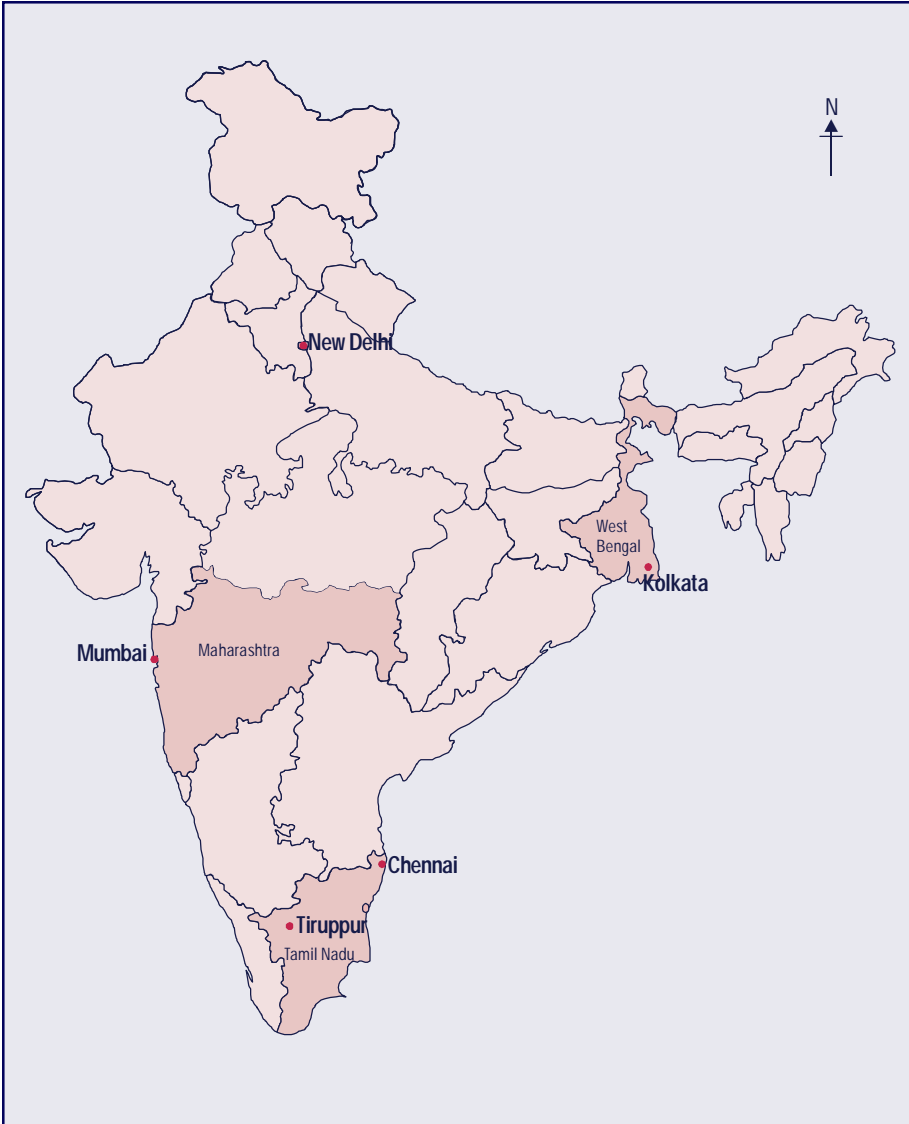 N
New Delhi
West
Bengal
Kolkata
Mumbai
Maharashtra
Chennai
Tiruppur
Tamil Nadu